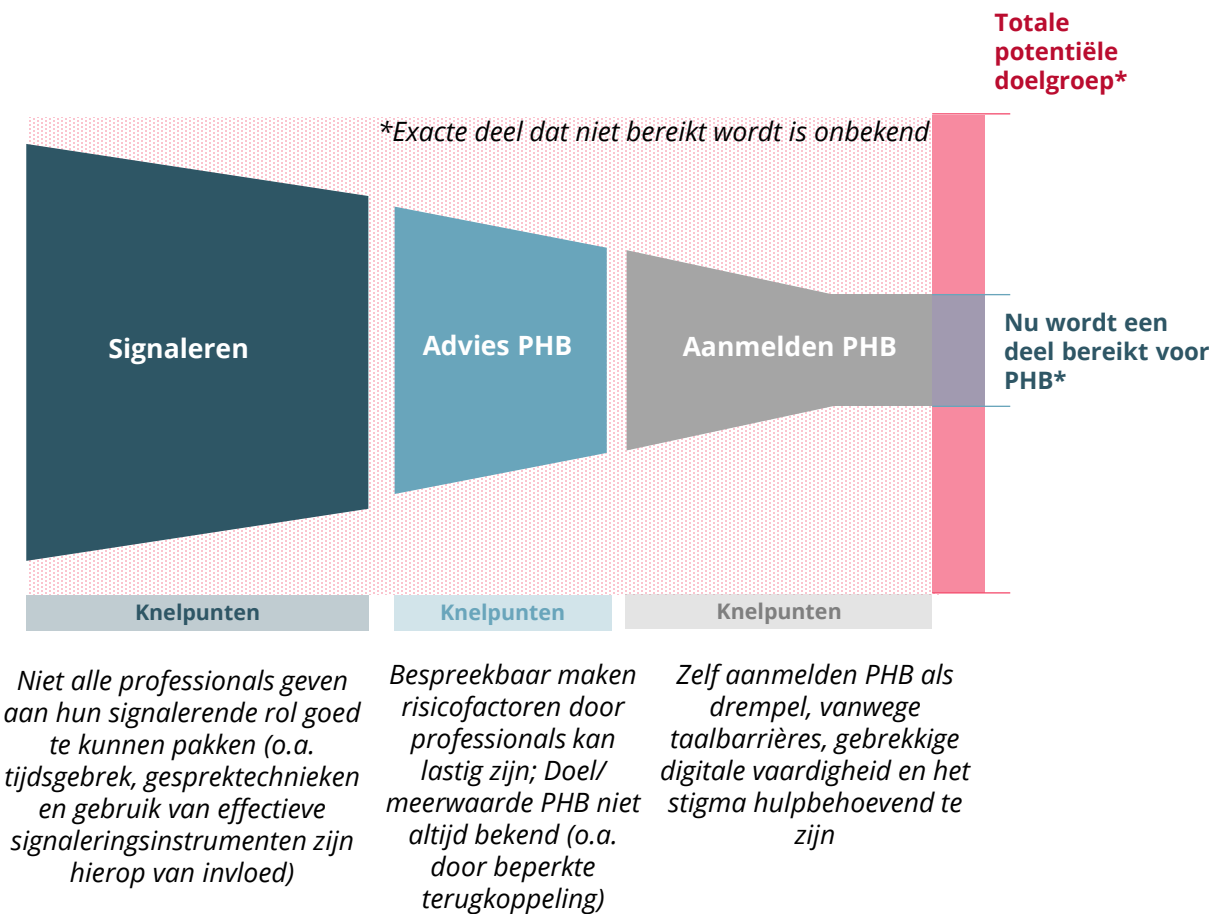 Totale
potentiële
doelgroep*
*Exacte deel dat niet bereikt wordt is onbekend
Signaleren
Advies PHB
Aanmelden PHB
Nu wordt een
deel bereikt voor
PHB*
Knelpunten
Knelpunten
Knelpunten
Niet alle professionals geven
aan hun signalerende rol goed
te kunnen pakken (o.a.
tijdsgebrek, gesprektechnieken
en gebruik van effectieve
signaleringsinstrumenten zijn
hierop van invloed)
Bespreekbaar maken
risicofactoren door
professionals kan
lastig zijn; Doel/
meerwaarde PHB niet
altijd bekend (o.a.
door beperkte
terugkoppeling)
Zelf aanmelden PHB als
drempel, vanwege
taalbarrières, gebrekkige
digitale vaardigheid en het
stigma hulpbehoevend te
zijn